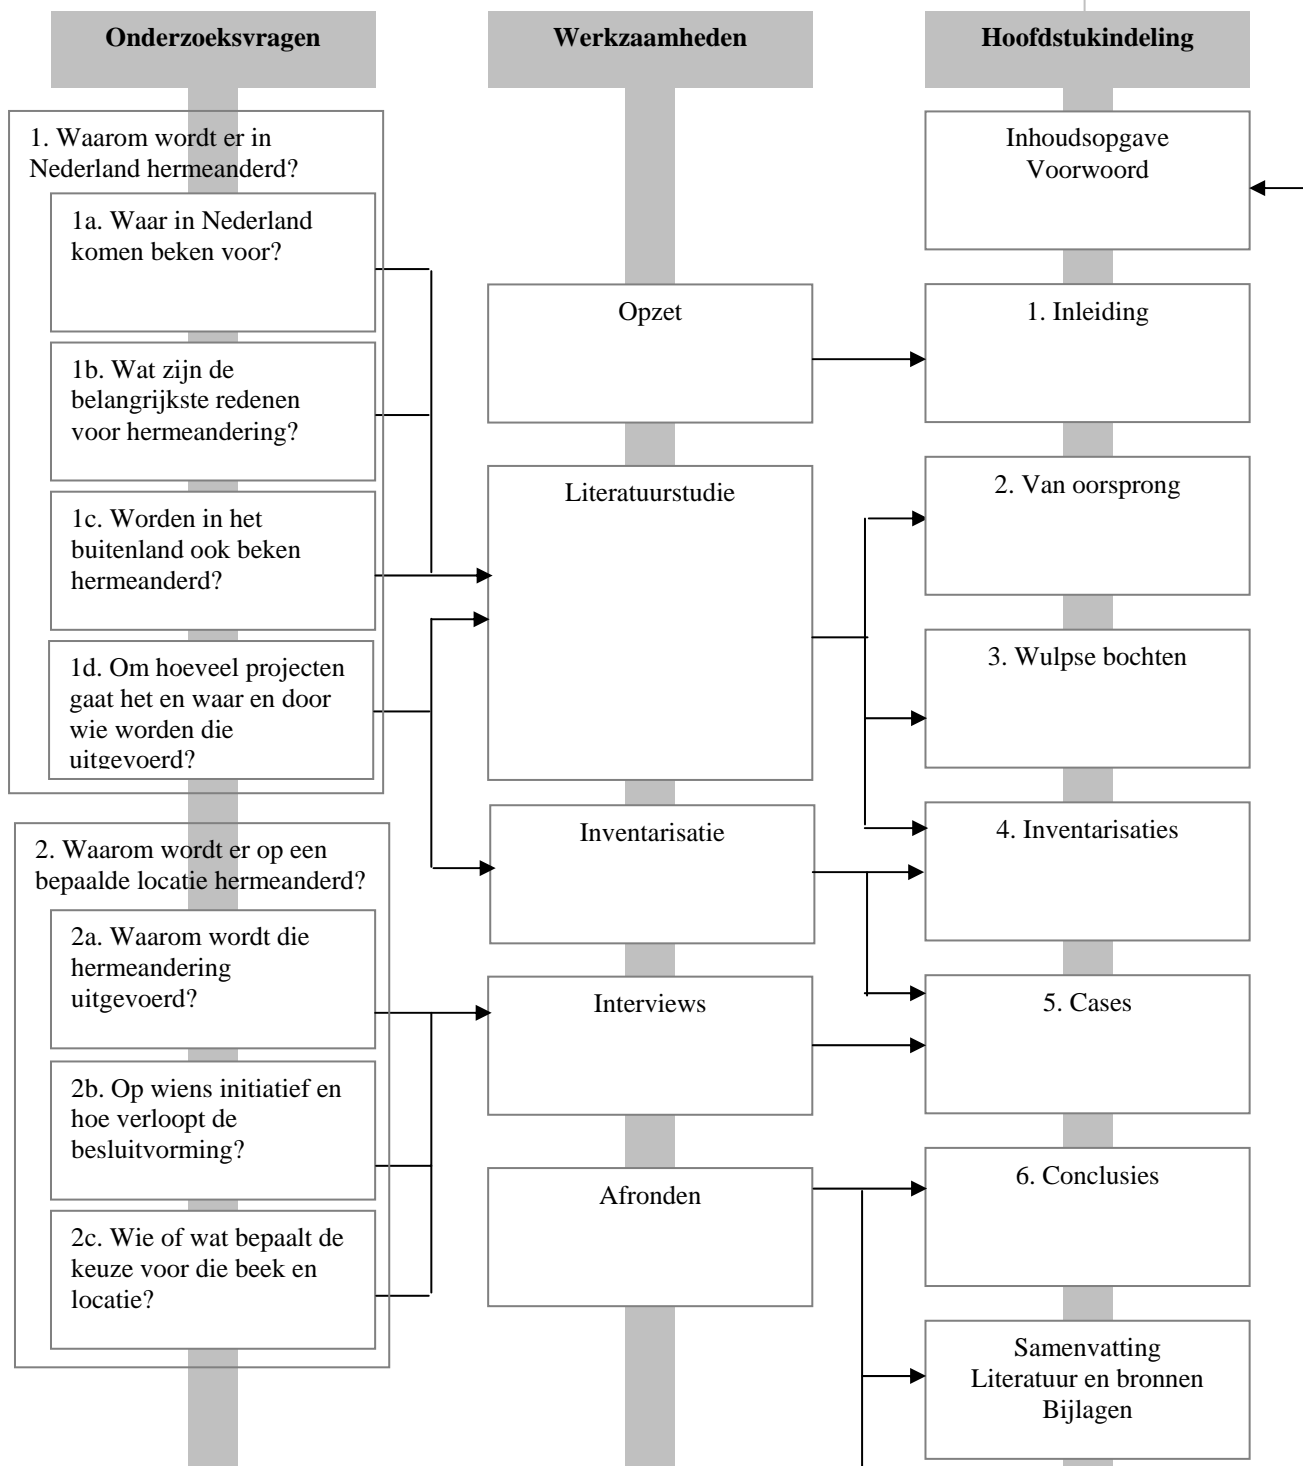 Onderzoeksvragen
1. Waarom wordt er in
Nederland hermeanderd?
1a. Waar in Nederland
komen beken voor?
1b. Wat zijn de
belangrijkste redenen
voor hermeandering?
1c. Worden in het
buitenland ook beken
hermeanderd?
1d. Om hoeveel projecten
gaat het en waar en door
wie worden die
uitgevoerd?
2. Waarom wordt er op een
bepaalde locatie hermeanderd?
2a. Waarom wordt die
hermeandering
uitgevoerd?
2b. Op wiens initiatief en
hoe verloopt de
besluitvorming?
2c. Wie of wat bepaalt de
keuze voor die beek en
locatie?
Werkzaamheden
Opzet
Literatuurstudie
Inventarisatie
Interviews
Afronden
Hoofdstukindeling
Inhoudsopgave
Voorwoord
1. Inleiding
2. Van oorsprong
3. Wulpse bochten
4. Inventarisaties
5. Cases
6. Conclusies
Samenvatting
Literatuur en bronnen
Bijlagen